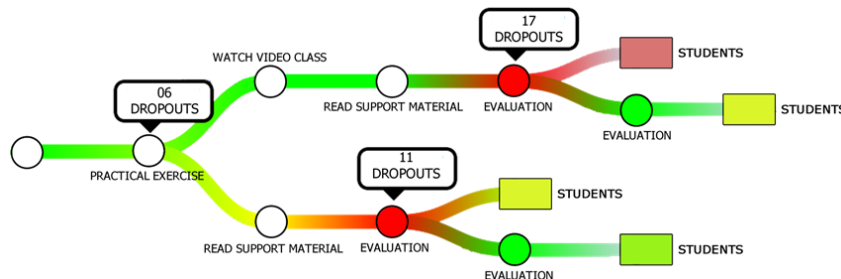 17
DROPOUTS
STUDENTS
WATCH VIDEO CLASS
06
DROPOUTS
READ SUPPORT MATERIAL
EVALUATION
STUDENTS
EVALUATION
PRACTICAL EXERCISE
11
DROPOUTS
STUDENTS
READ SUPPORT MATERIAL
EVALUATION
STUDENTS
EVALUATION